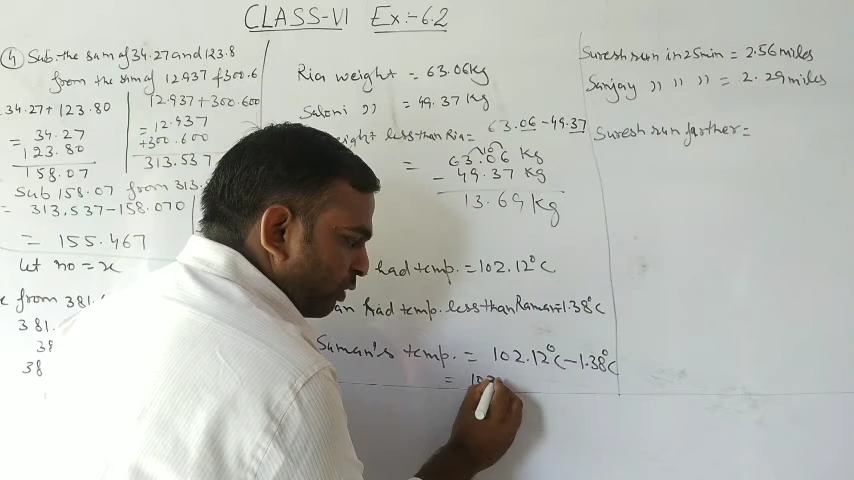 CLASS-VI Ex:-6.2
(4) Sub. the sum of 34.27 and 123.8
from the sum of 12.937 & 300.6
34.27+123.80
= 34.27
123.80
158.07
12.937+300.600
= 12.937
+300.600
313.537
Sub 158.07 from 313.
= 313.537-158.070
= 155.467
let no = x
from 381.
381.
38
38
Ria weight = 63.06Kg
Saloni ,, = 49.37 Kg
less than Ria = 63.06-49.37
= 63.06 Kg
- 49.37 Kg
13.69 Kg
had temp. = 102.12°C
had temp. less than Raman = 1.38°C
Suman's temp. = 102.12°C-1.38°C
= 10
Suresh run in 25 min = 2.56 miles
Sanjay ,, ,, ,, = 2.29 miles
Suresh run farther =